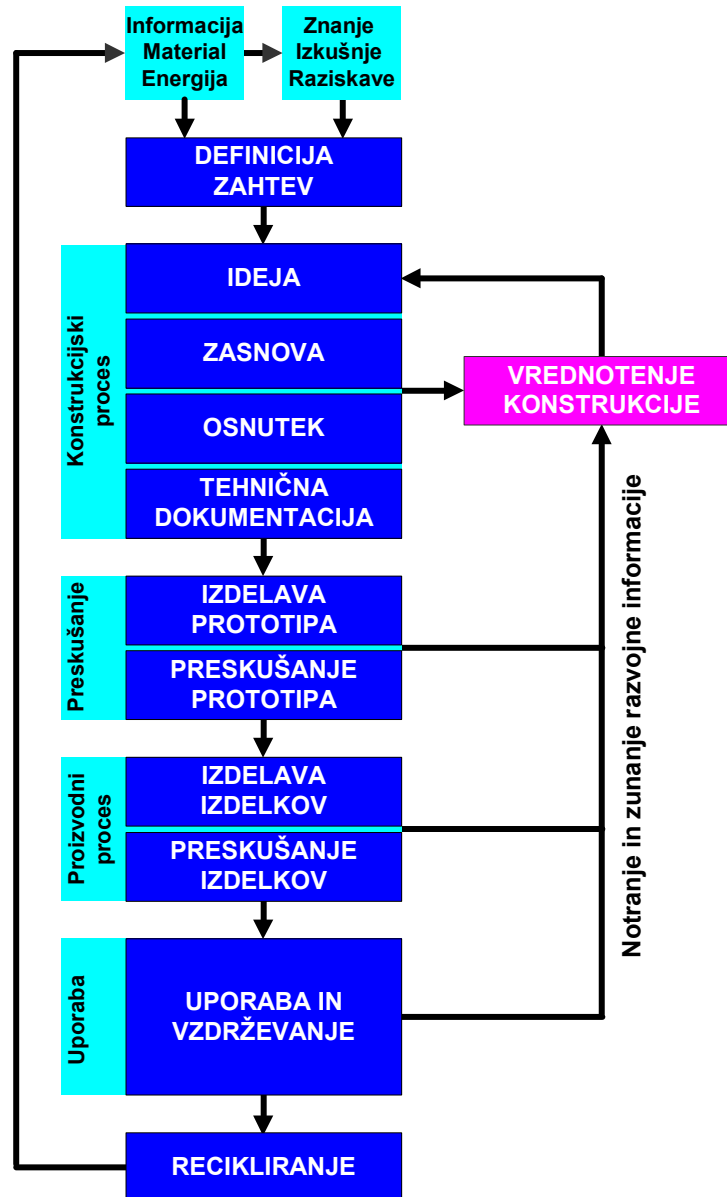 Informacija
Material
Energija
Znanje
Izkušnje
Raziskave
DEFINICIJA
ZAHTEV
Konstrukcijski
proces
IDEJA
ZASNOVA
OSNUTEK
TEHNIČNA
DOKUMENTACIJA
VREDNOTENJE
KONSTRUKCIJE
Preskušanje
IZDELAVA
PROTOTIPA
PRESKUŠANJE
PROTOTIPA
Notranje in zunanje razvojne informacije
Proizvodni
proces
IZDELAVA
IZDELKOV
PRESKUŠANJE
IZDELKOV
Uporaba
UPORABA IN
VZDRŽEVANJE
RECIKLIRANJE